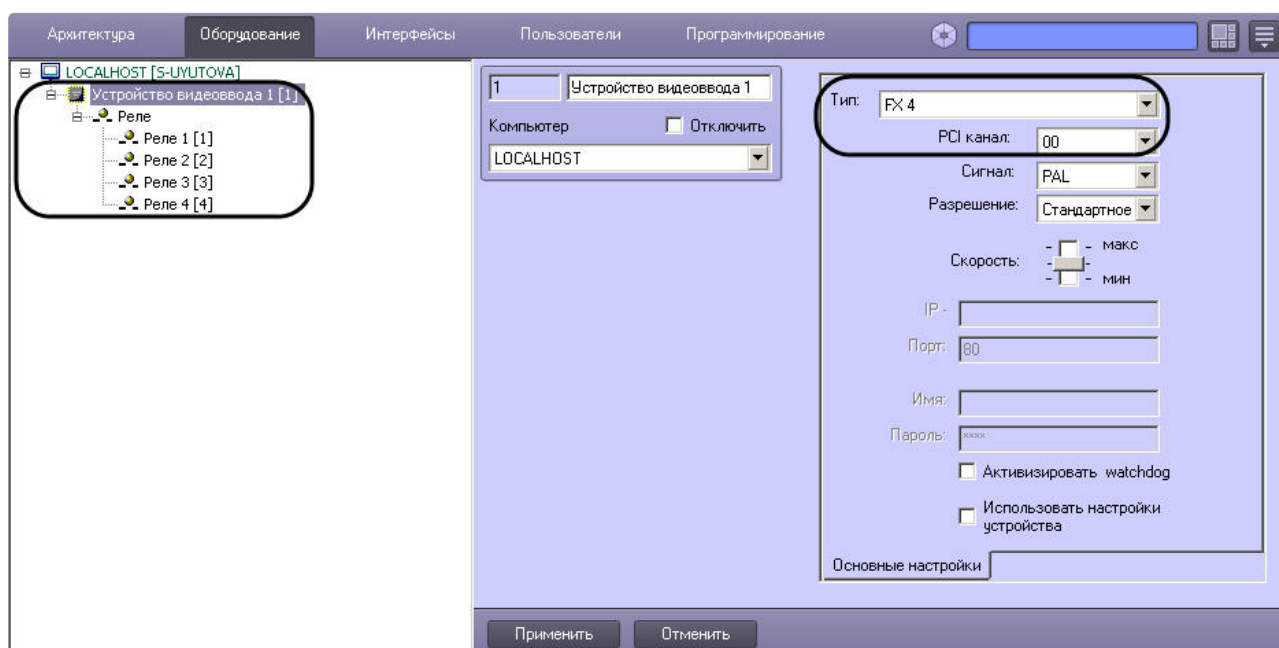 Архитектура Оборудование Интерфейсы Пользователи Программирование
LOCALHOST [S-UYUTOVA]
Устройство видеоввода 1 [1]
Реле
Реле 1 [1]
Реле 2 [2]
Реле 3 [3]
Реле 4 [4]
1 Устройство видеоввода 1
Компьютер Отключить
LOCALHOST
Тип: FX 4
PCI канал: 00
Сигнал: PAL
Разрешение: Стандартное
Скорость: макс
мин
IP -
Порт: 80
Имя:
Пароль: xxxx
Активизировать watchdog
Использовать настройки
устройства
Основные настройки
Применить Отменить